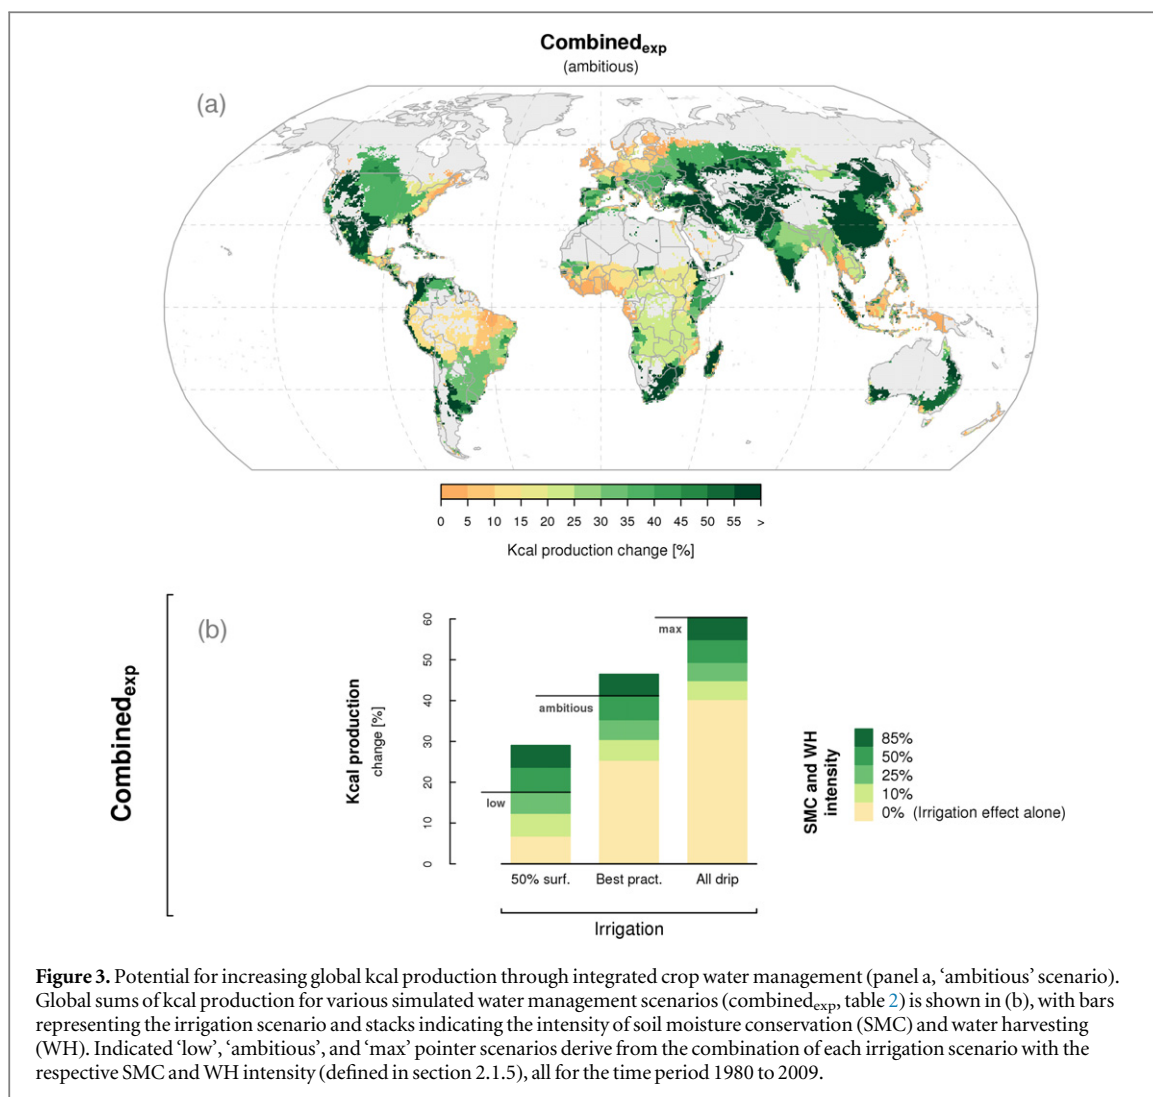 Combinedexp
(ambitious)
(a)
0 5 10 15 20 25 30 35 40 45 50 55 >
Kcal production change [%]
Combinedexp
(b)
Kcal production
change [%]
60
50
40
30
20
10
0
max
ambitious
low
50% surf.
Best pract.
All drip
Irrigation
SMC and WH
intensity
85%
50%
25%
10%
0% (Irrigation effect alone)
Figure 3. Potential for increasing global kcal production through integrated crop water management (panel a, ‘ambitious’ scenario).
Global sums of kcal production for various simulated water management scenarios (combinedexp, table 2) is shown in (b), with bars
representing the irrigation scenario and stacks indicating the intensity of soil moisture conservation (SMC) and water harvesting
(WH). Indicated ‘low’, ‘ambitious’, and ‘max’ pointer scenarios derive from the combination of each irrigation scenario with the
respective SMC and WH intensity (defined in section 2.1.5), all for the time period 1980 to 2009.